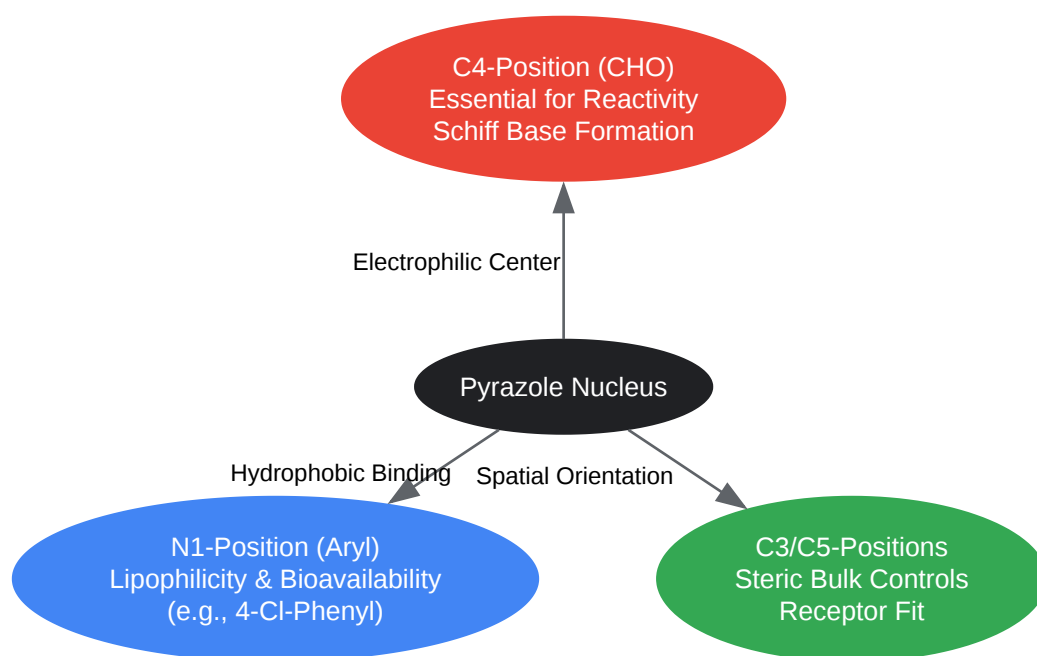 C4-Position (CHO)
Essential for Reactivity
Schiff Base Formation
Electrophilic Center
Pyrazole Nucleus
Hydrophobic Binding
Spatial Orientation
N1-Position (Aryl)
Lipophilicity & Bioavailability
(e.g., 4-Cl-Phenyl)
C3/C5-Positions
Steric Bulk Controls
Receptor Fit